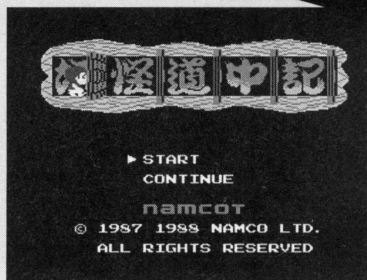 妖怪道中記
▶ START
CONTINUE
namcoT
© 1987 1988 NAMCO LTD.
ALL RIGHTS RESERVED